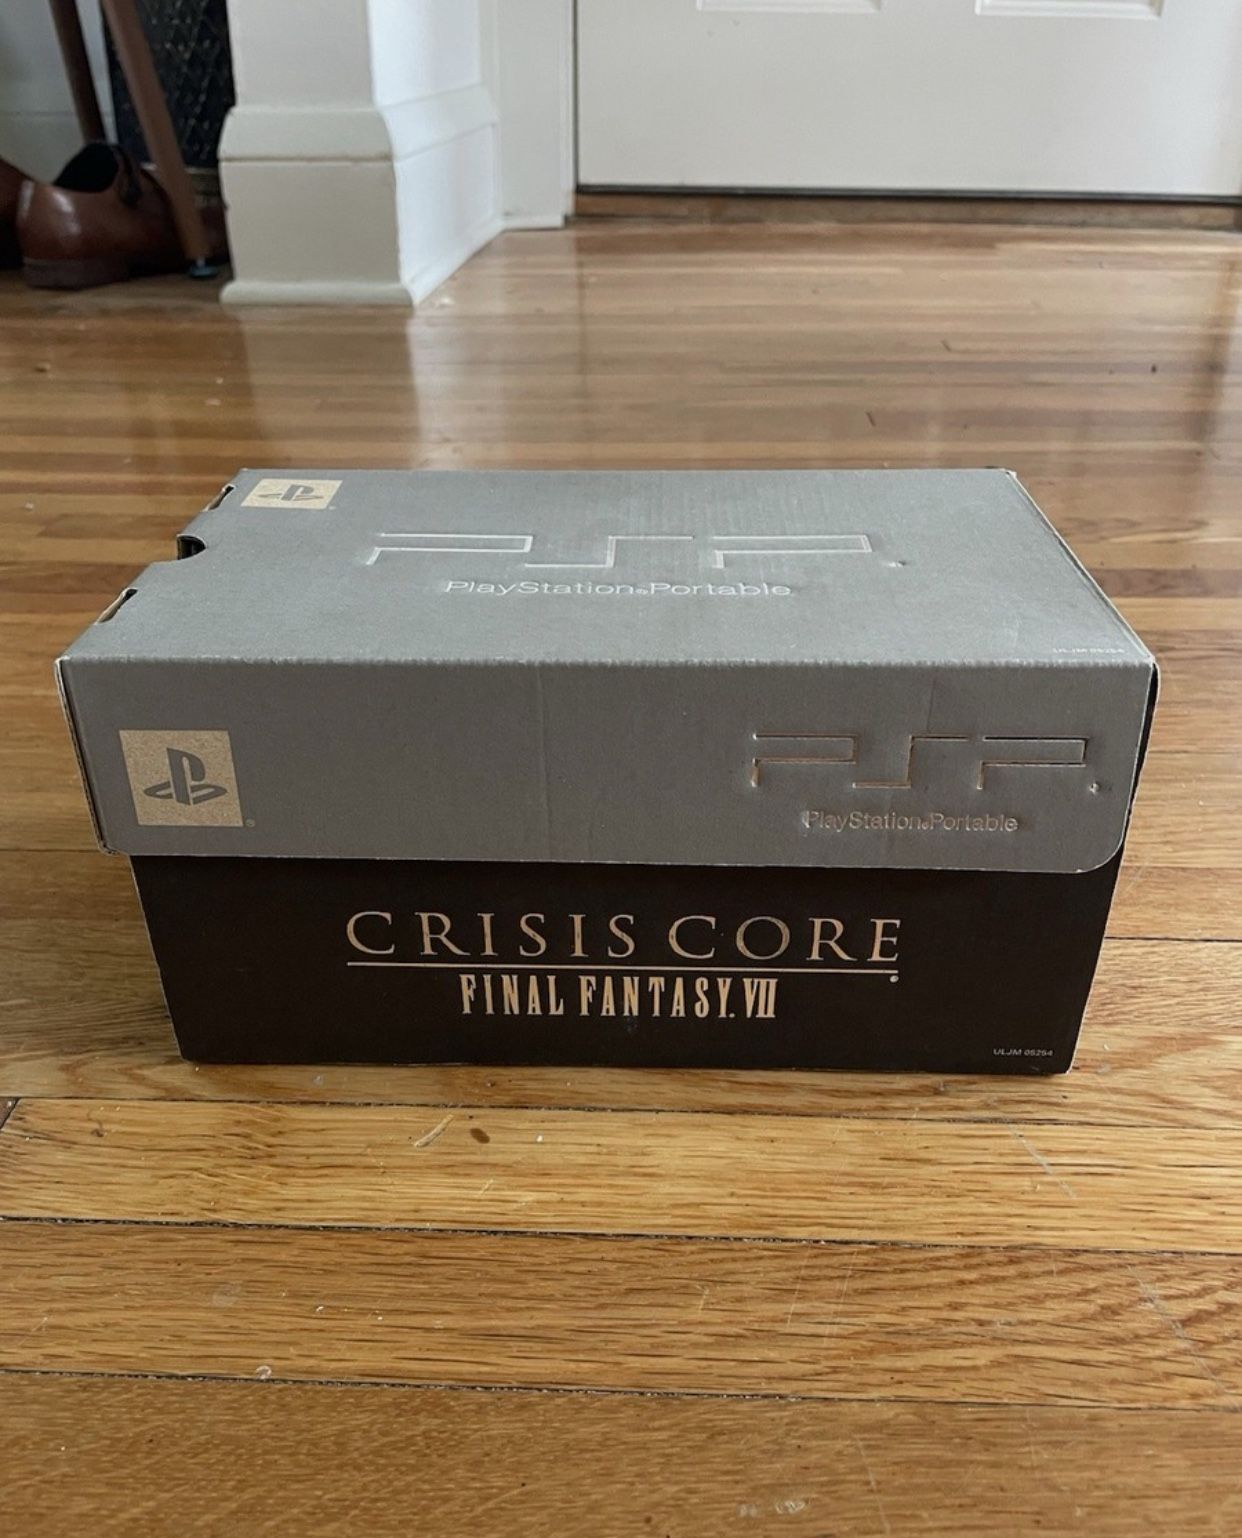 PSP
PlayStation®Portable
ULJM 05254
PSP
PlayStation®Portable
CRISIS CORE
FINAL FANTASY. VII
ULJM 05254